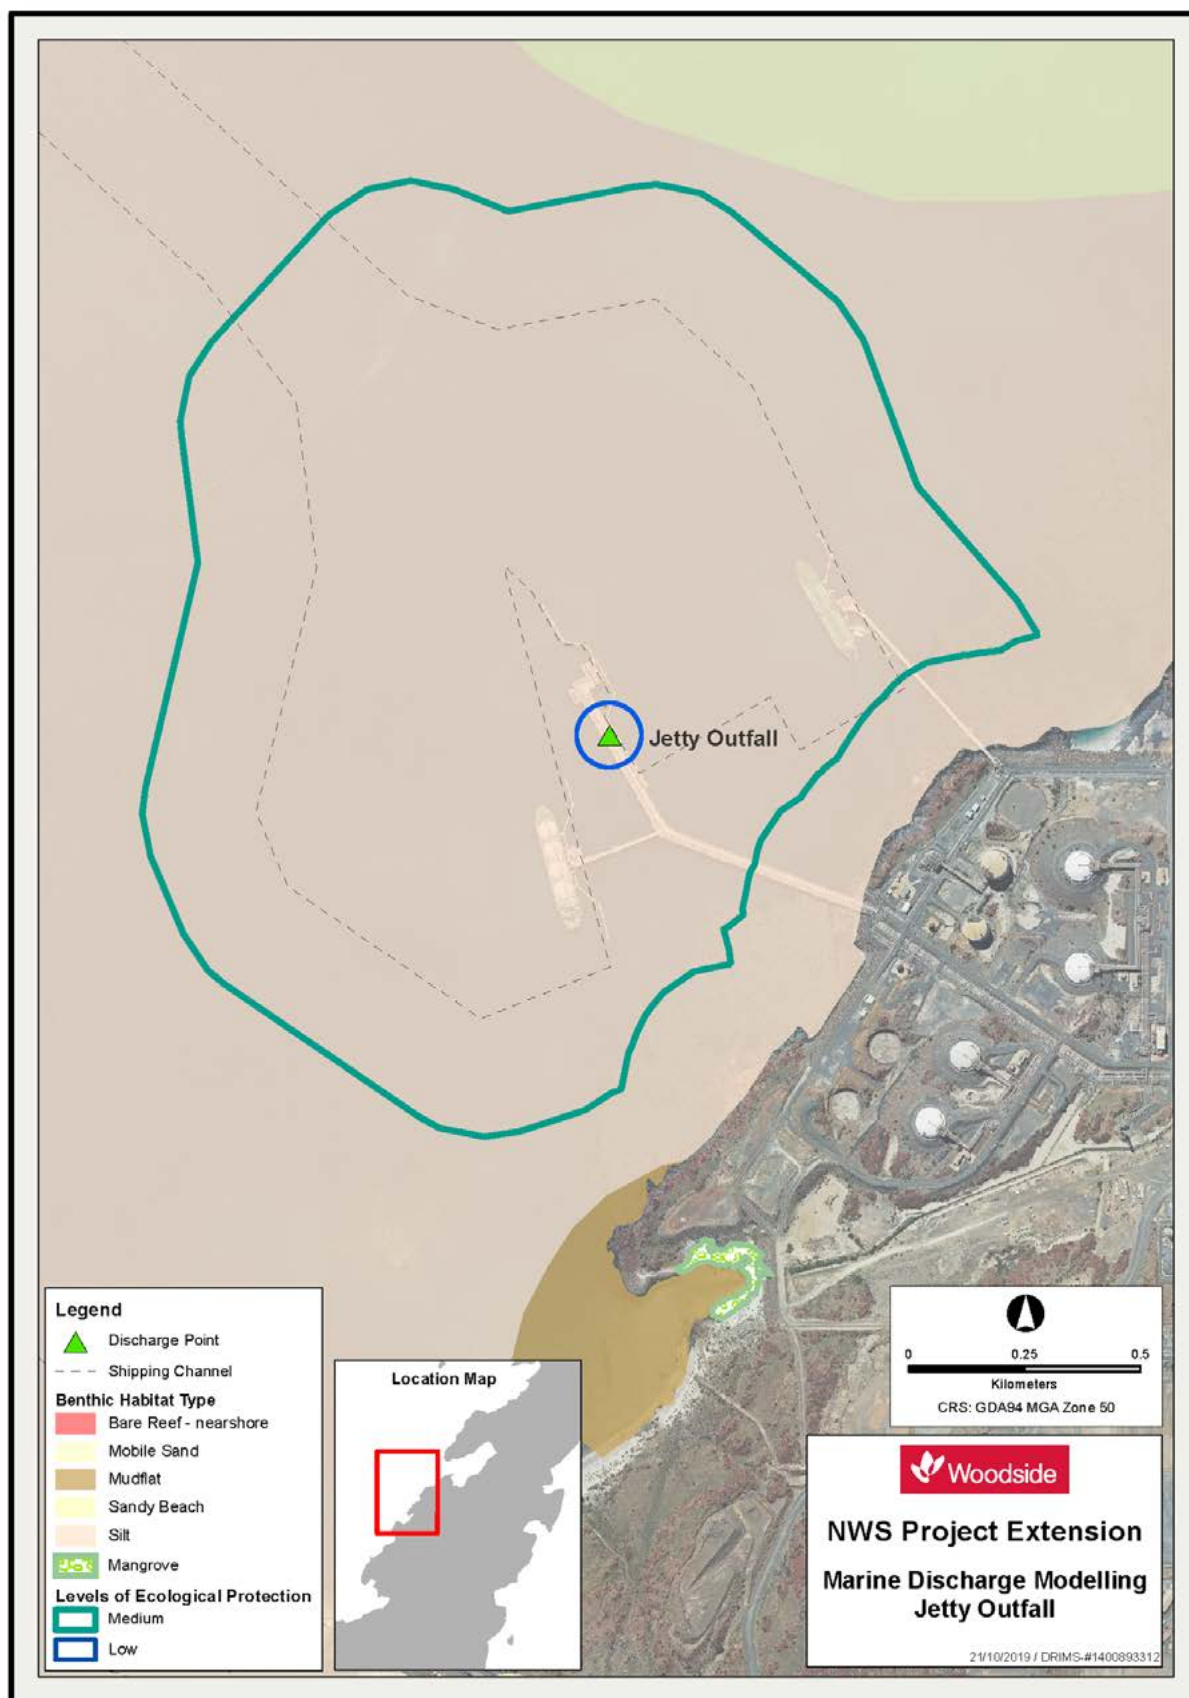 Jetty Outfall
Legend
Discharge Point
Shipping Channel
Benthic Habitat Type
Bare Reef - nearshore
Mobile Sand
Mudflat
Sandy Beach
Silt
Mangrove
Levels of Ecological Protection
Medium
Low
Location Map
0 0.25 0.5
Kilometers
CRS: GDA94 MGA Zone 50
Woodside
NWS Project Extension
Marine Discharge Modelling
Jetty Outfall
21/10/2019 / DRIMS-#1400893312